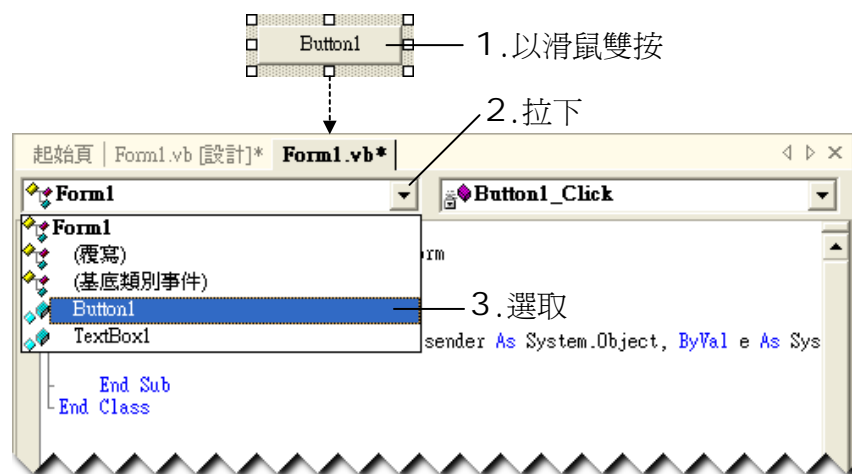 Button1
1.以滑鼠雙按
2.拉下
起始頁 Form1.vb [設計]* Form1.vb*
Form1 Button1_Click
Form1
(覆寫)
(基底類別事件)
Button1
3.選取
TextBox1
sender As System.Object, ByVal e As Sys
End Sub
End Class